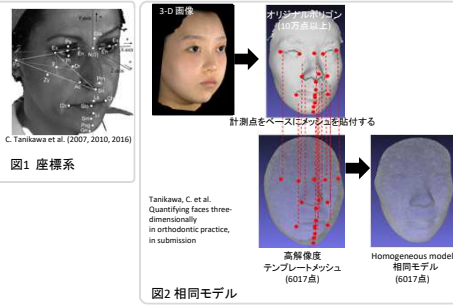 C. Tanikawa et al. (2007, 2010, 2016)
図1 座標系
3-D 画像
オリジナルポリゴン
(10万点以上)
計測点をベースにメッシュを貼付する
Tanikawa, C. et al.
Quantifying faces three-
dimensionally
in orthodontic practice,
in submission
高解像度
テンプレートメッシュ
(6017点)
Homogeneous model
相同モデル
(6017点)
図2 相同モデル